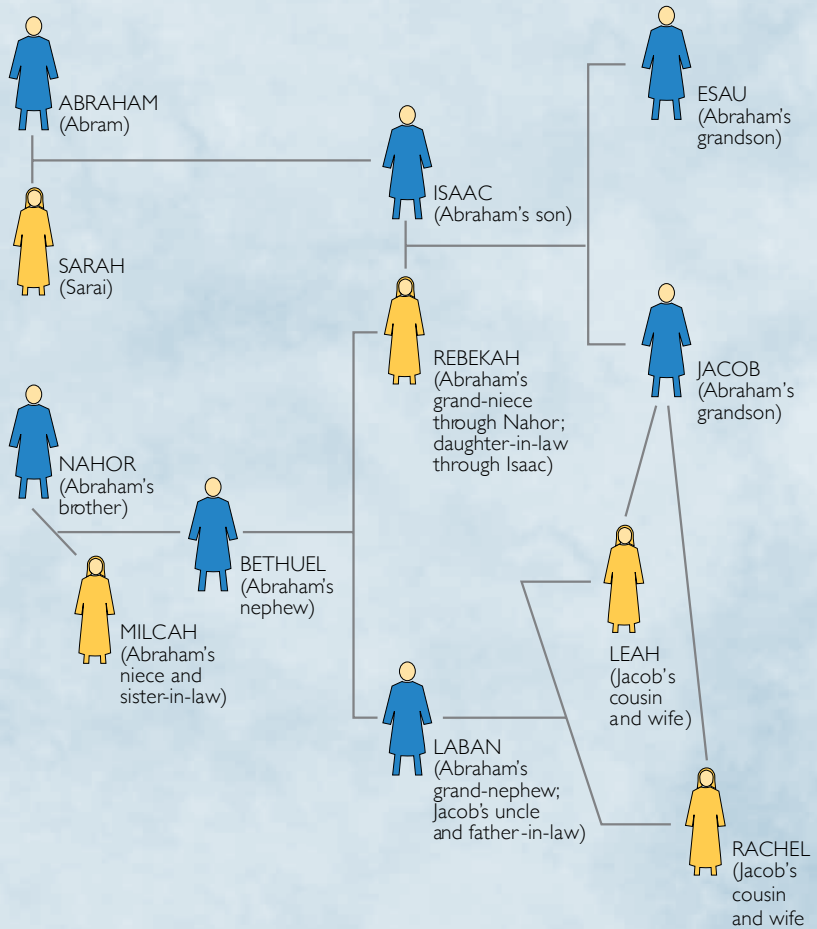 ABRAHAM
(Abram)
SARAH
(Sarai)
ISAAC
(Abraham's son)
ESAU
(Abraham's
grandson)
REBEKAH
(Abraham's
grand-niece
through Nahor;
daughter-in-law
through Isaac)
JACOB
(Abraham's
grandson)
NAHOR
(Abraham's
brother)
MILCAH
(Abraham's
niece and
sister-in-law)
BETHUEL
(Abraham's
nephew)
LABAN
(Abraham's
grand-nephew;
Jacob's uncle
and father-in-law)
LEAH
(Jacob's
cousin
and wife)
RACHEL
(Jacob's
cousin
and wife